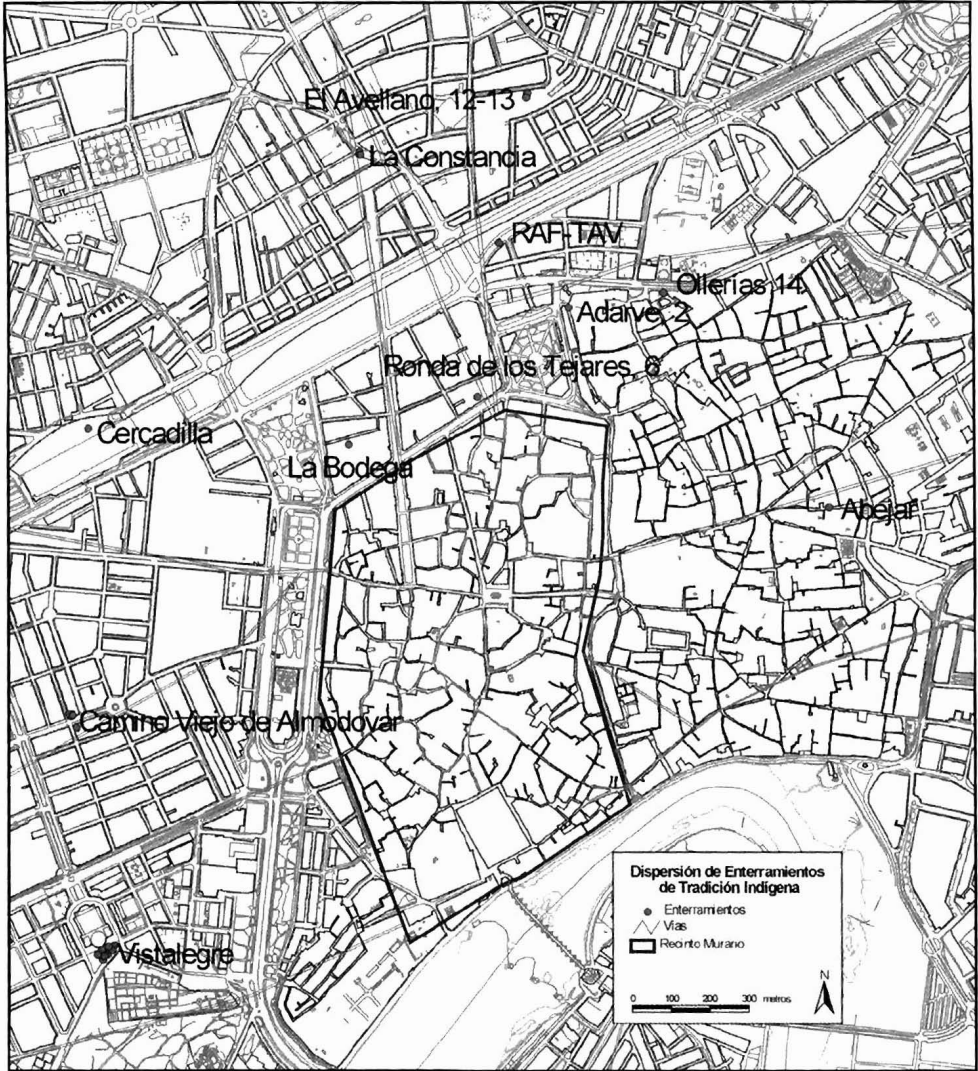 El Avellano, 12-13
La Constancia
RAF-TAV
Ollerías 14
Adarve, 2
Ronda de los Tejares, 6
Cercadilla
La Bodega
Abejar
Camino Viejo de Almodovar
Vistalegre
Dispersión de Enterramientos
de Tradición Indígena
Enterramientos
Vías
Recinto Murario
N
0 100 200 300 metros